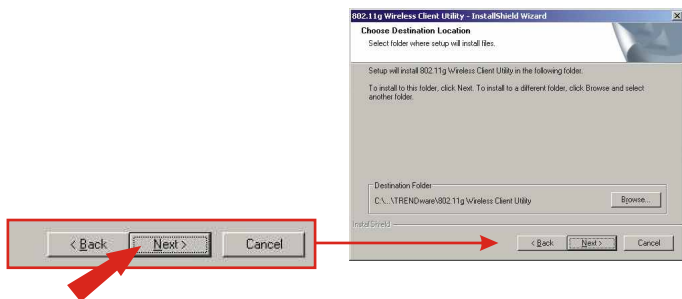 802.11g Wireless Client Utility - InstallShield Wizard
Choose Destination Location
Select folder where setup will install files.
Setup will install 802.11g Wireless Client Utility in the following folder.
To install to this folder, click Next. To install to a different folder, click Browse and select
another folder.
Destination Folder
C:\...\TRENDware\802.11g Wireless Client Utility
Browse...
InstallShield
< Back
Next >
Cancel
< Back
Next >
Cancel